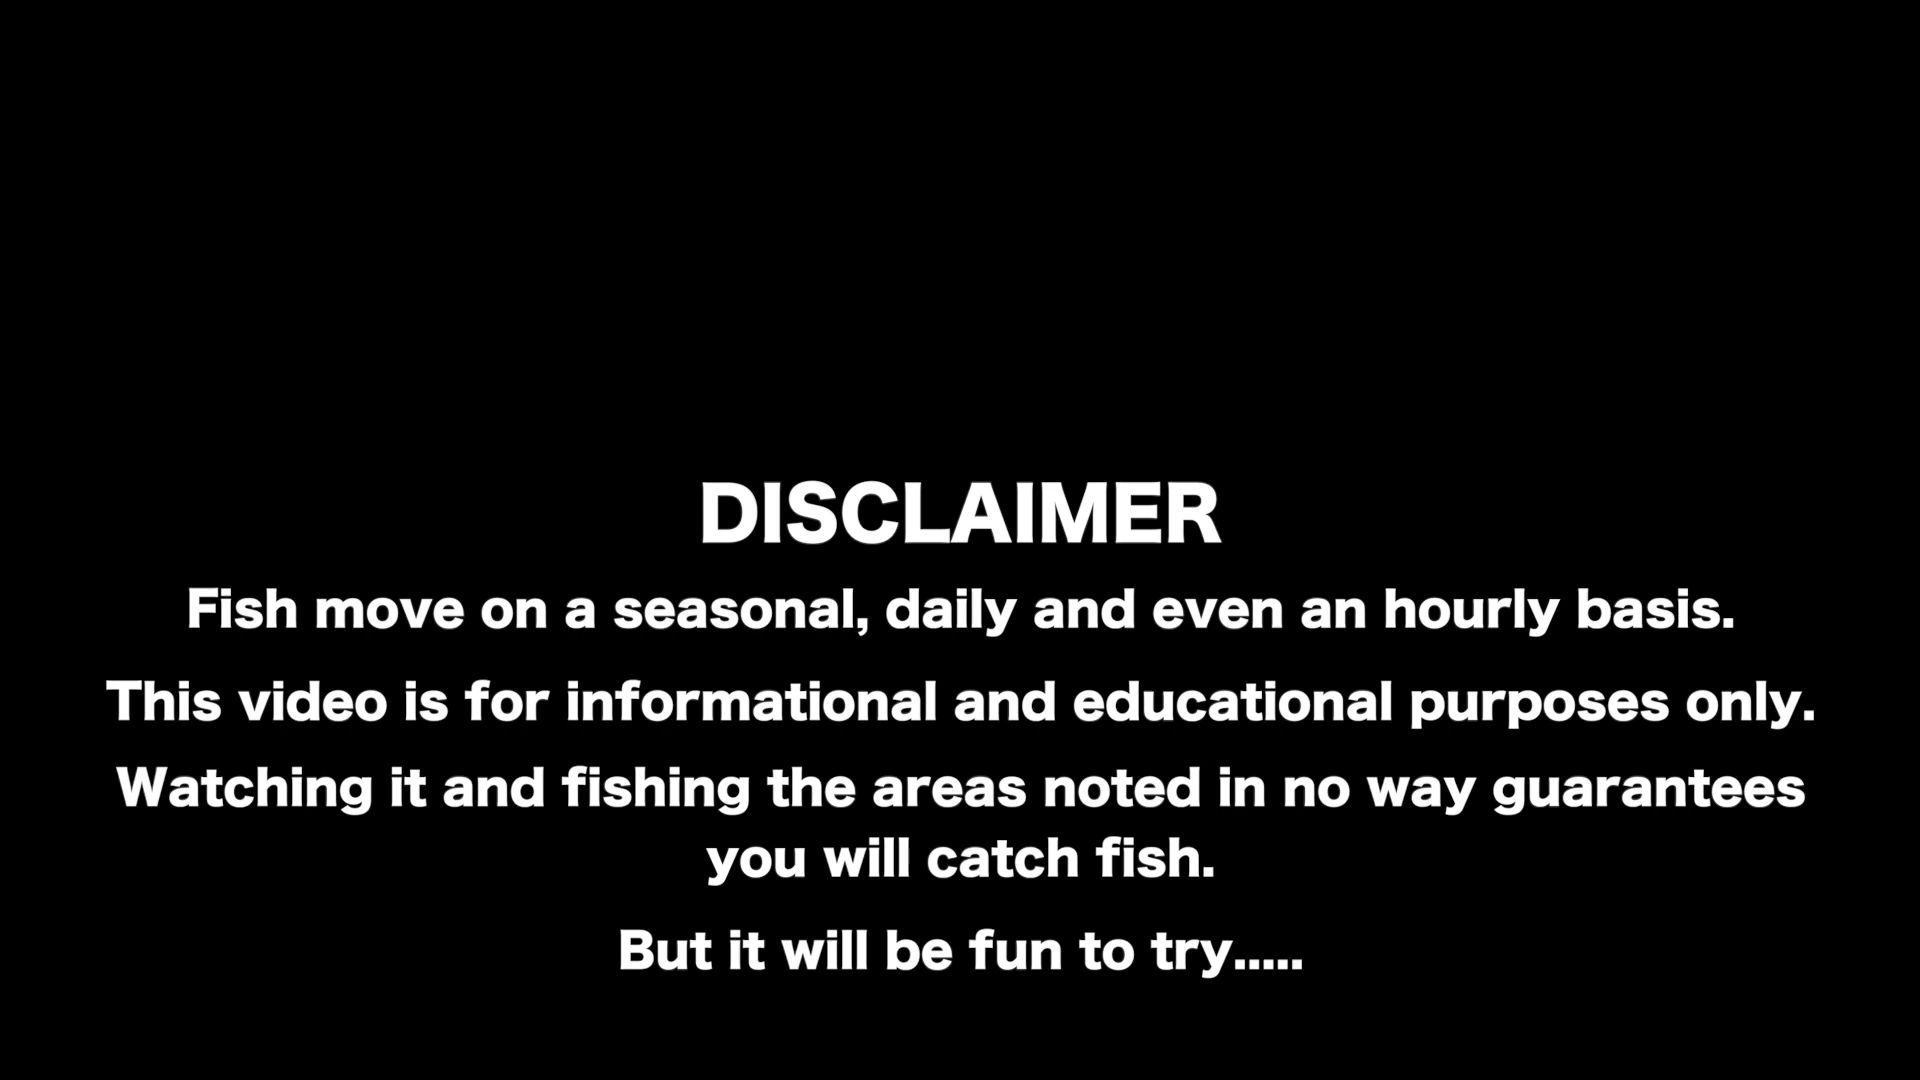 DISCLAIMER
Fish move on a seasonal, daily and even an hourly basis.
This video is for informational and educational purposes only.
Watching it and fishing the areas noted in no way guarantees
you will catch fish.
But it will be fun to try.....